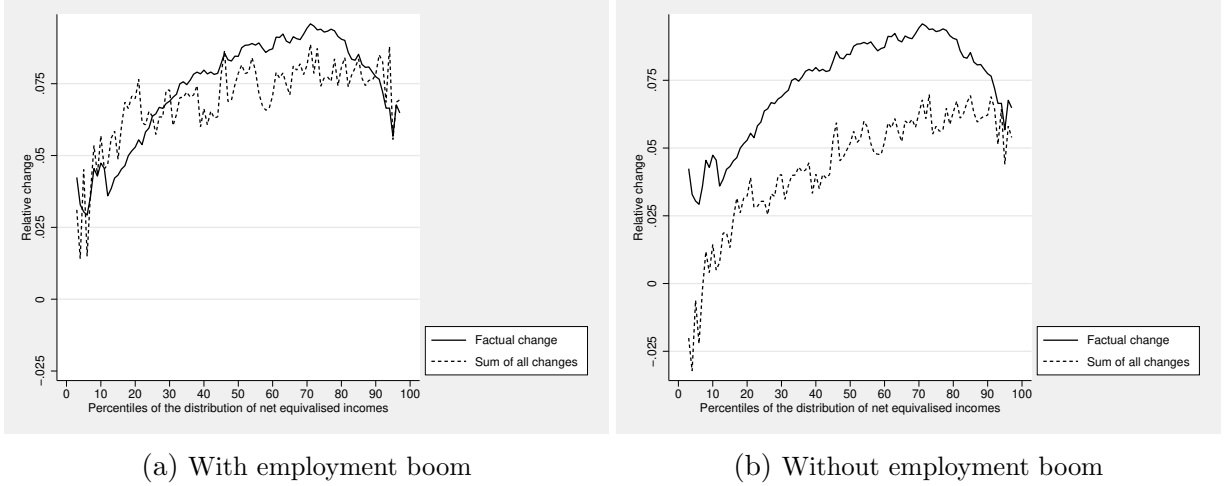 Relative change
−.025 0 .025 .05 .075
0 10 20 30 40 50 60 70 80 90 100
Percentiles of the distribution of net equivalised incomes
Factual change
Sum of all changes
(a) With employment boom
Relative change
−.025 0 .025 .05 .075
0 10 20 30 40 50 60 70 80 90 100
Percentiles of the distribution of net equivalised incomes
Factual change
Sum of all changes
(b) Without employment boom